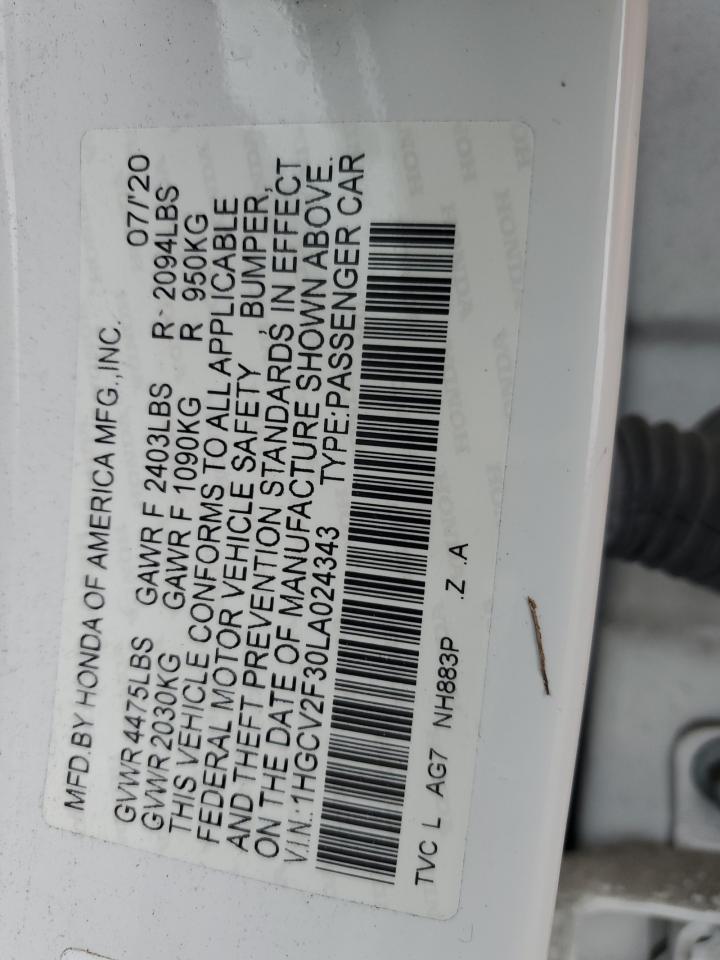 MFD.BY HONDA OF AMERICA MFG.,INC. 07/'20
GVWR 4475LBS GAWR F 2403LBS R 2094LBS
GVWR 2030KG GAWR F 1090KG R 950KG
THIS VEHICLE CONFORMS TO ALL APPLICABLE
FEDERAL MOTOR VEHICLE SAFETY, BUMPER,
AND THEFT PREVENTION STANDARDS IN EFFECT
ON THE DATE OF MANUFACTURE SHOWN ABOVE.
V.I.N.:1HGCV2F30LA024343 TYPE:PASSENGER CAR
TVC L AG7 NH883P .Z .A